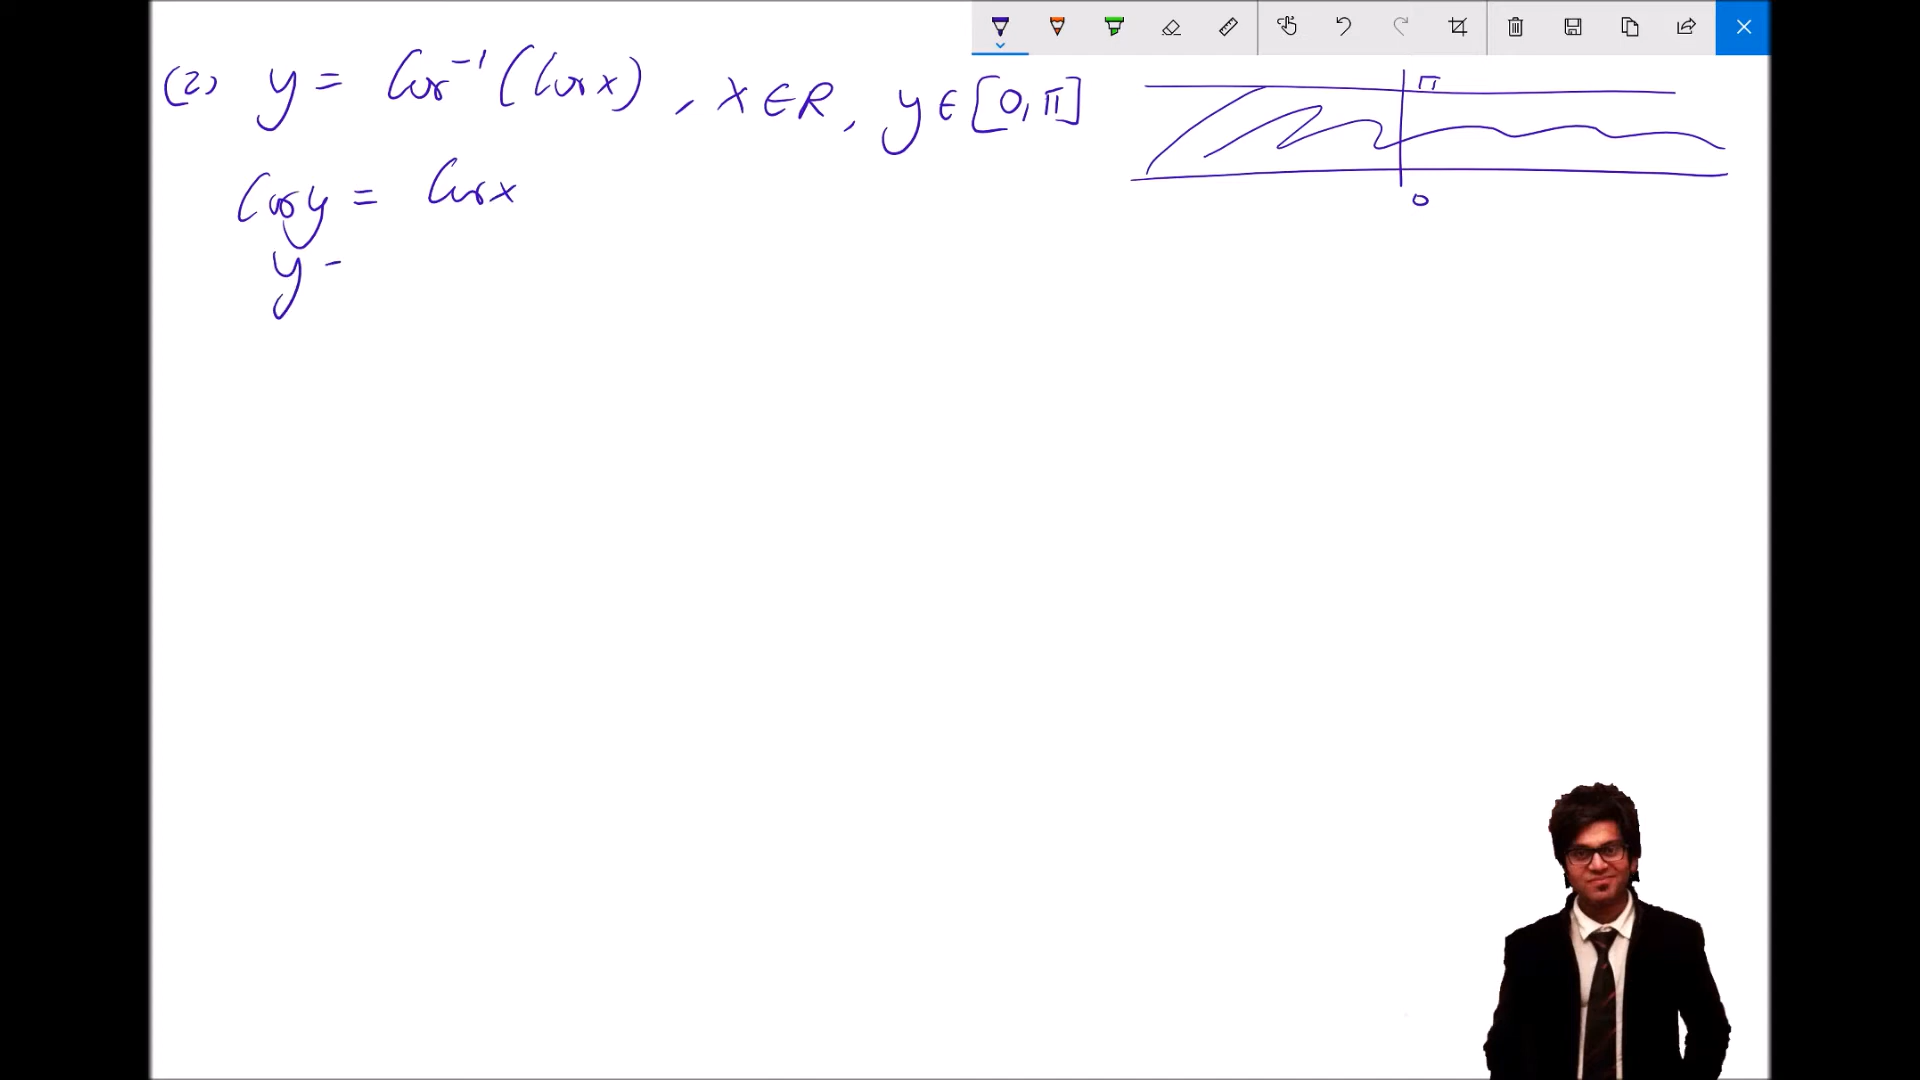 (2) y = Cos⁻¹(Cos x) , x ∈ R, y ∈ [0, π]
π
0
Cos y = Cos x
y -